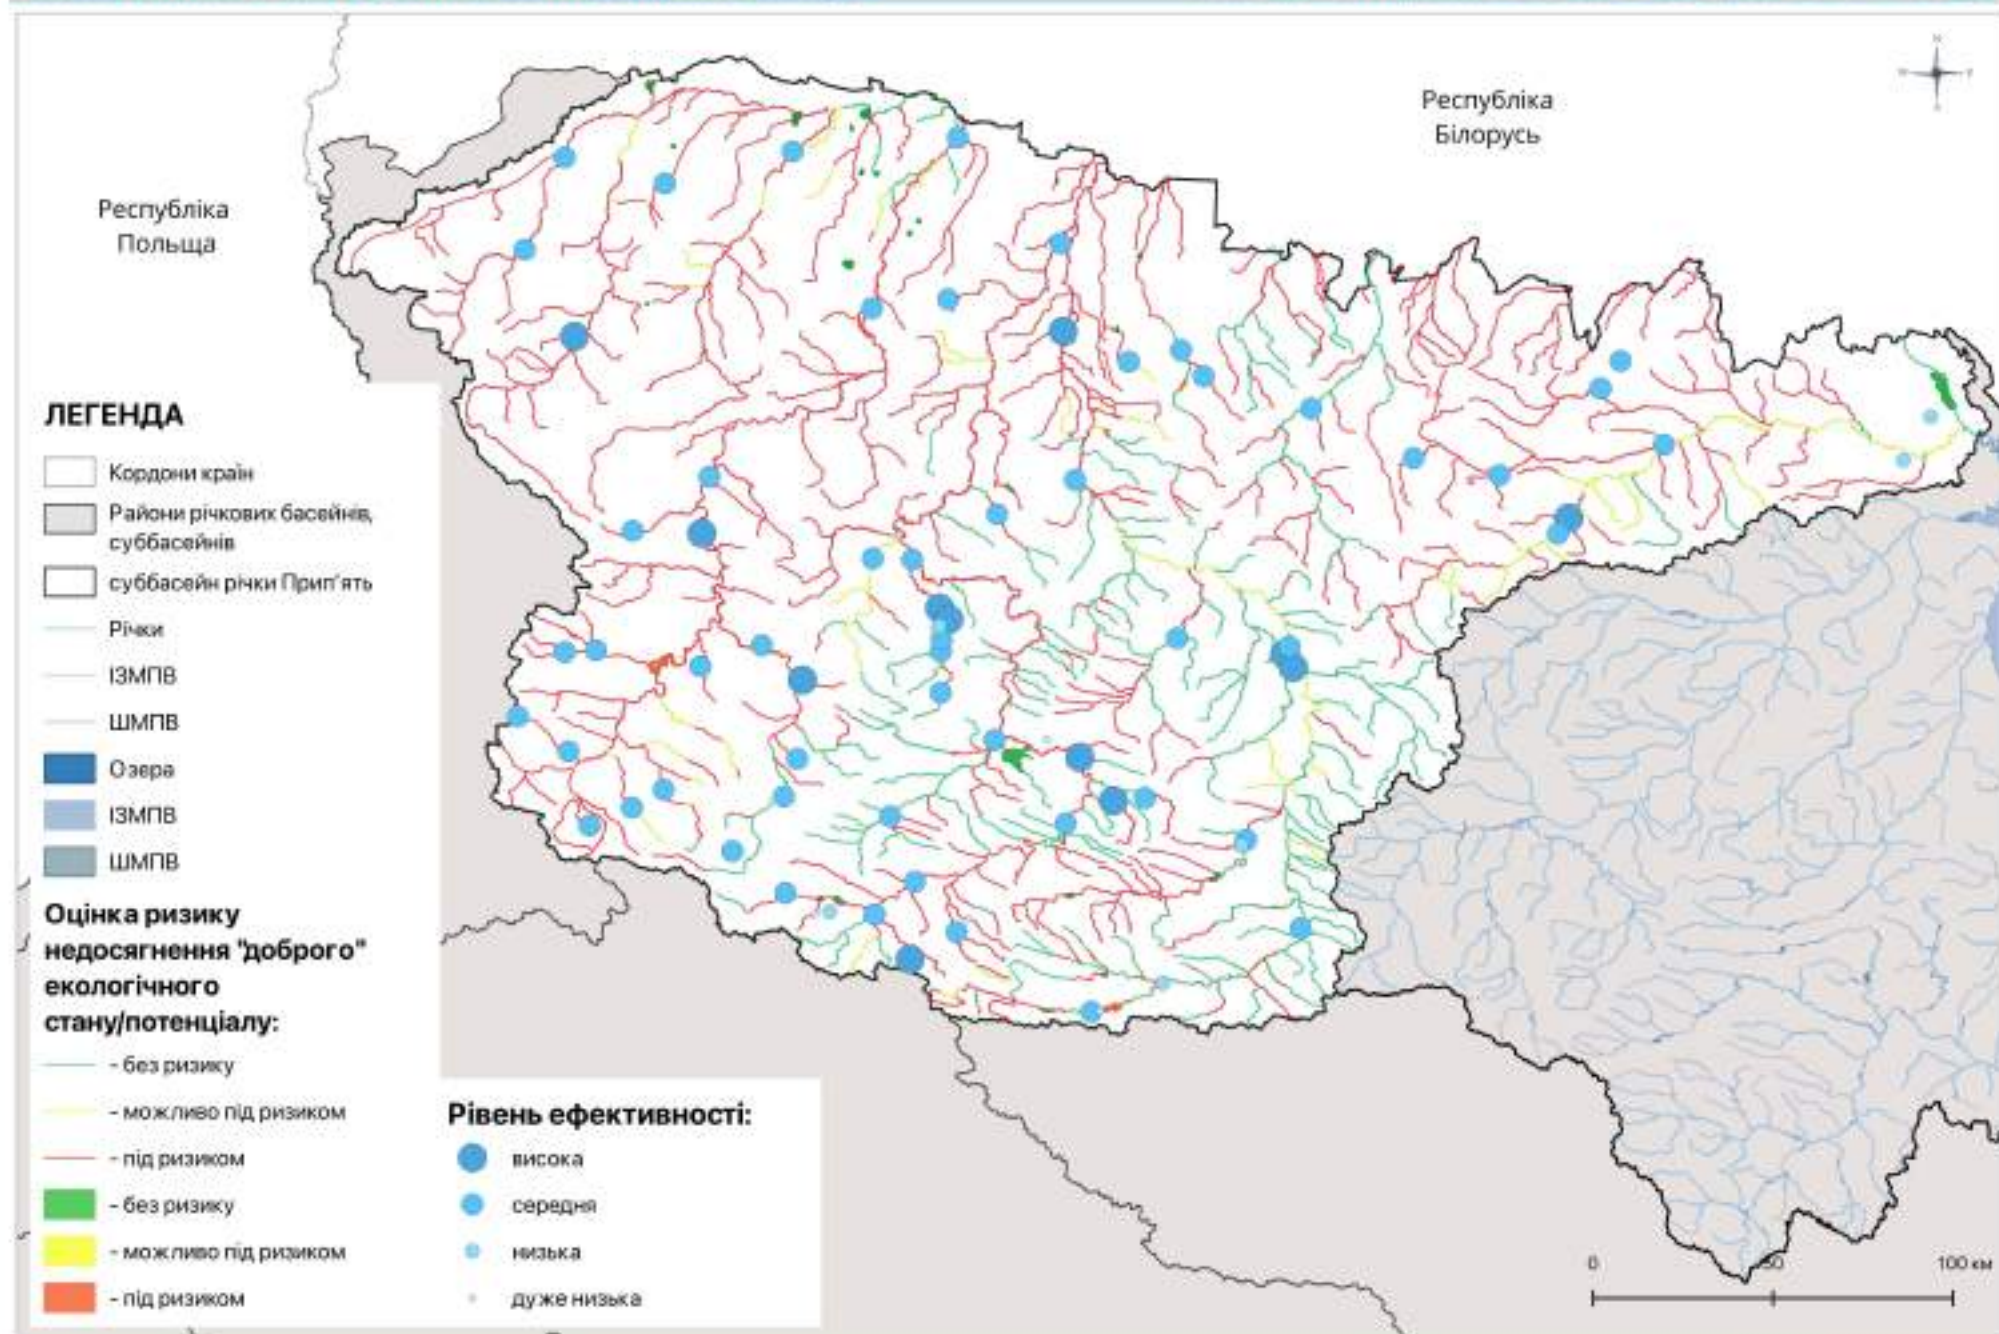 Республіка
Польща
Республіка
Білорусь
N
ЛЕГЕНДА
Кордони країн
Райони річкових басейнів,
суббасейнів
суббасейн річки Прип'ять
Річки
ІЗМПВ
ШМПВ
Озера
ІЗМПВ
ШМПВ
Оцінка ризику
недосягнення "доброго"
екологічного
стану/потенціалу:
- без ризику
- можливо під ризиком
- під ризиком
- без ризику
- можливо під ризиком
- під ризиком
Рівень ефективності:
висока
середня
низька
дуже низька
0 50 100 км